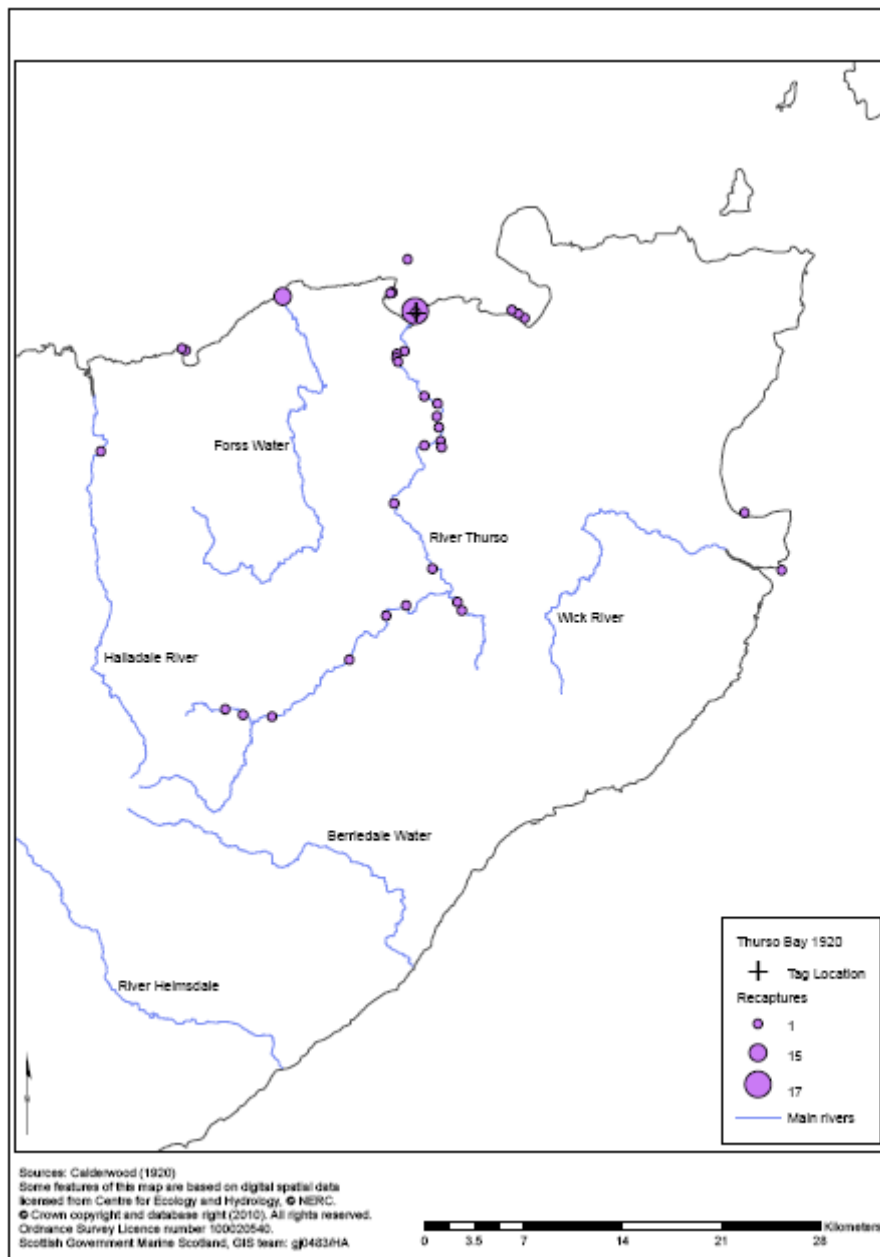 Forss Water
River Thurso
Wick River
Halladale River
Berriedale Water
River Helmsdale
Thurso Bay 1920
Tag Location
Recaptures
1
15
17
Main rivers
Sources: Calderwood (1920)
Some features of this map are based on digital spatial data
licensed from Centre for Ecology and Hydrology, © NERC.
© Crown copyright and database right (2010). All rights reserved.
Ordnance Survey Licence number 100020540.
Scottish Government Marine Scotland, GIS team: gj0483/HA
Kilometers
0 3.5 7 14 21 28